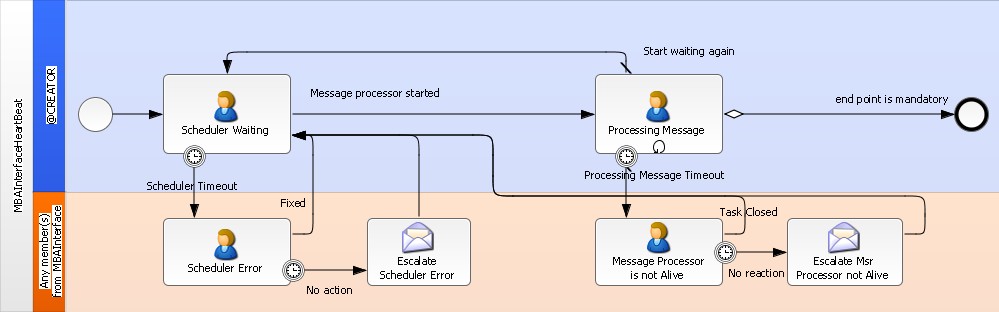 MBAInterfaceHeartBeat
@CREATOR
Start waiting again
Message processor started
end point is mandatory
Scheduler Waiting
Processing Message
Scheduler Timeout
Processing Message Timeout
Any member(s)
from MBAInterface
Fixed
Task Closed
Scheduler Error
Escalate
Scheduler Error
Message Processor
is not Alive
Escalate Msr
Processor not Alive
No action
No reaction